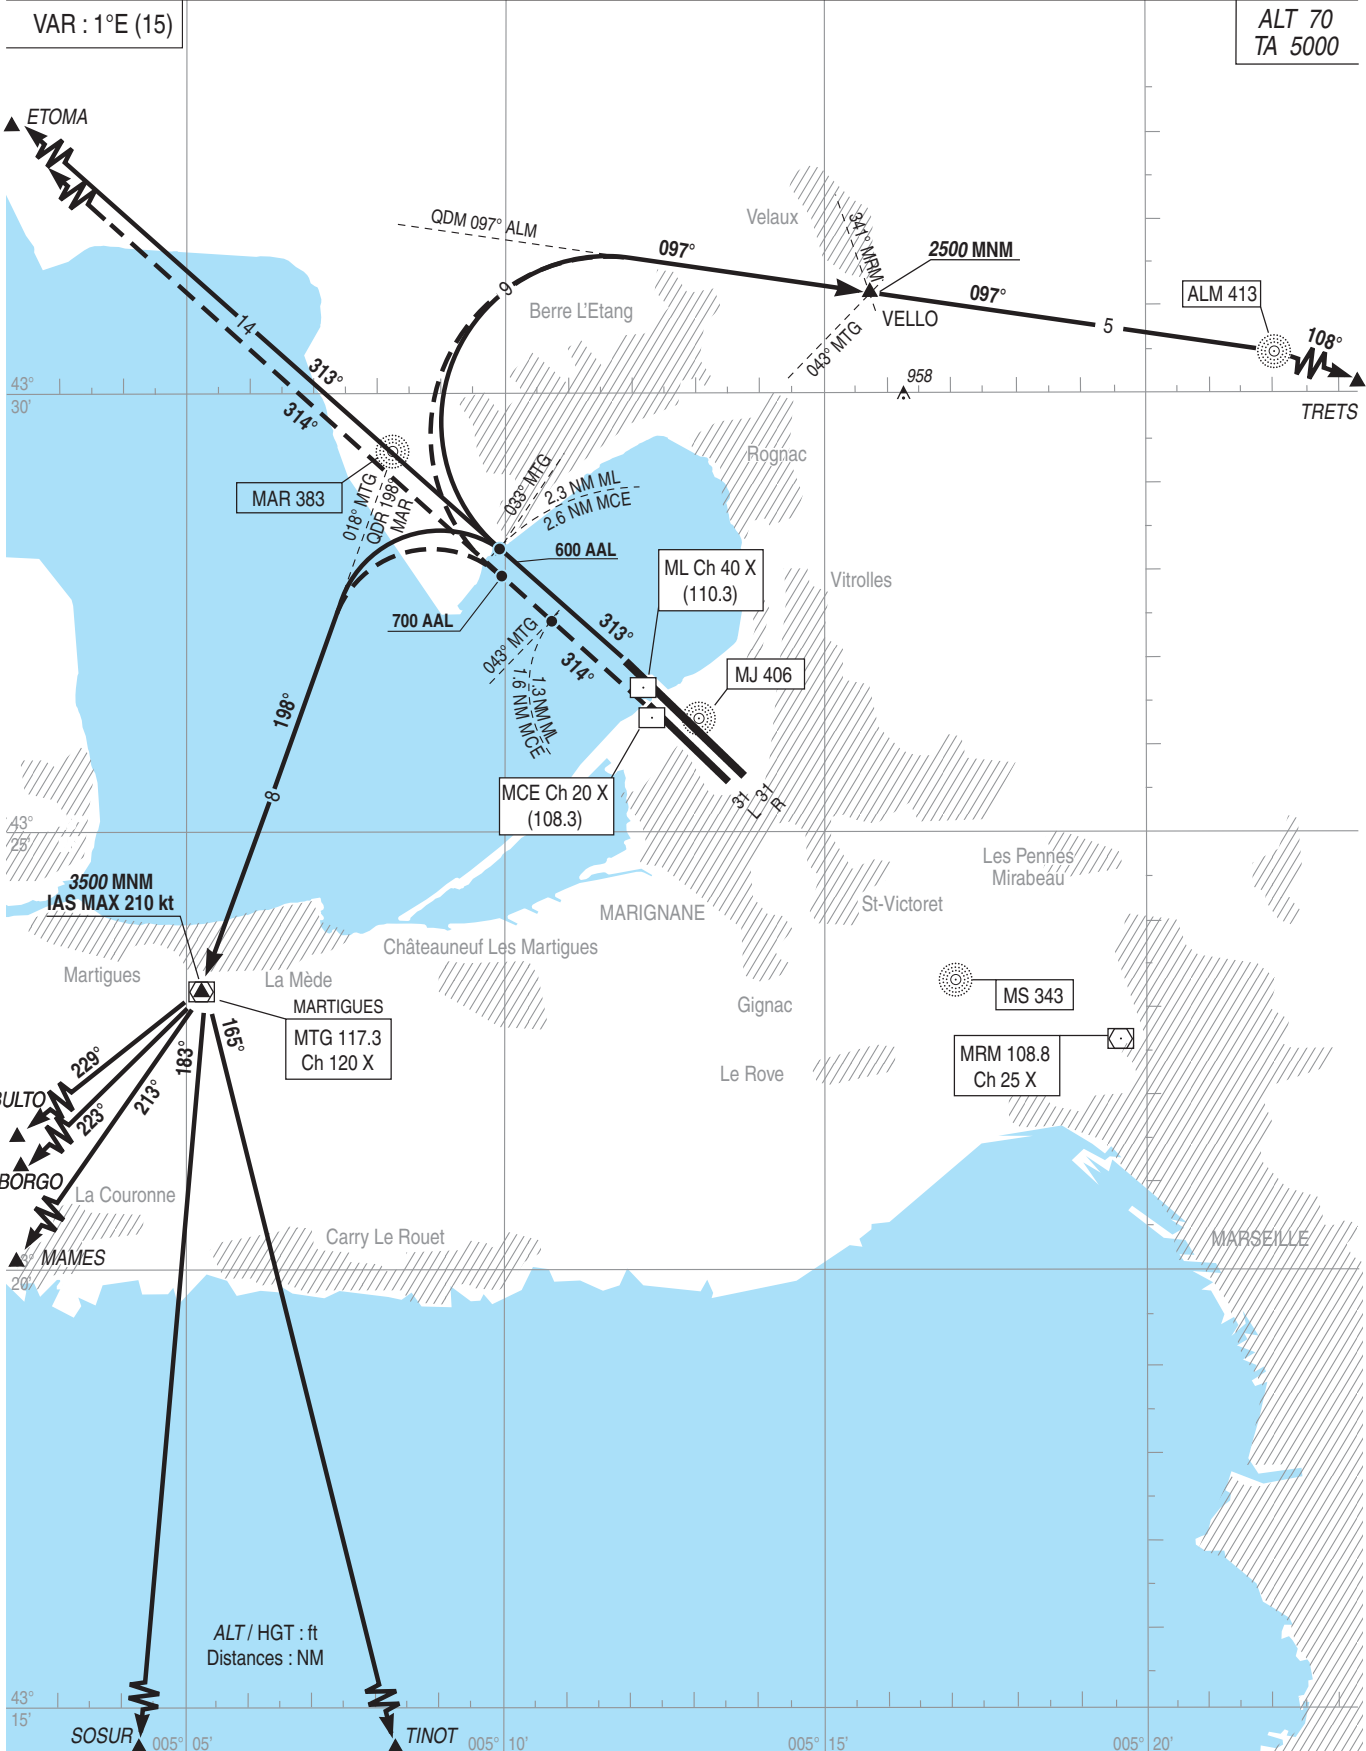 VAR : 1°E (15)
ALT 70
TA 5000
ETOMA
QDM 097° ALM
097°
Velaux
341° MRM
2500 MNM
097°
ALM 413
9
Berre L'Etang
VELLO
5
108°
043° MTG
14
313°
314°
958
TRETS
43°
30'
MAR 383
018° MTG
QDR 198°
MAR
033° MTG
2.3 NM ML
2.6 NM MCE
Rognac
600 AAL
ML Ch 40 X
(110.3)
Vitrolles
700 AAL
043° MTG
313°
314°
1.3 NM ML
1.6 NM MCE
MJ 406
198°
8
MCE Ch 20 X
(108.3)
31
L
31
R
43°
25'
3500 MNM
IAS MAX 210 kt
Les Pennes
Mirabeau
MARIGNANE
St-Victoret
Châteauneuf Les Martigues
Martigues
La Mède
MARTIGUES
MTG 117.3
Ch 120 X
Gignac
MS 343
MRM 108.8
Ch 25 X
Le Rove
229°
223°
213°
183°
165°
BULTO
BORGO
La Couronne
MAMES
Carry Le Rouet
MARSEILLE
20'
ALT / HGT : ft
Distances : NM
43°
15'
SOSUR
005° 05'
TINOT
005° 10'
005° 15'
005° 20'